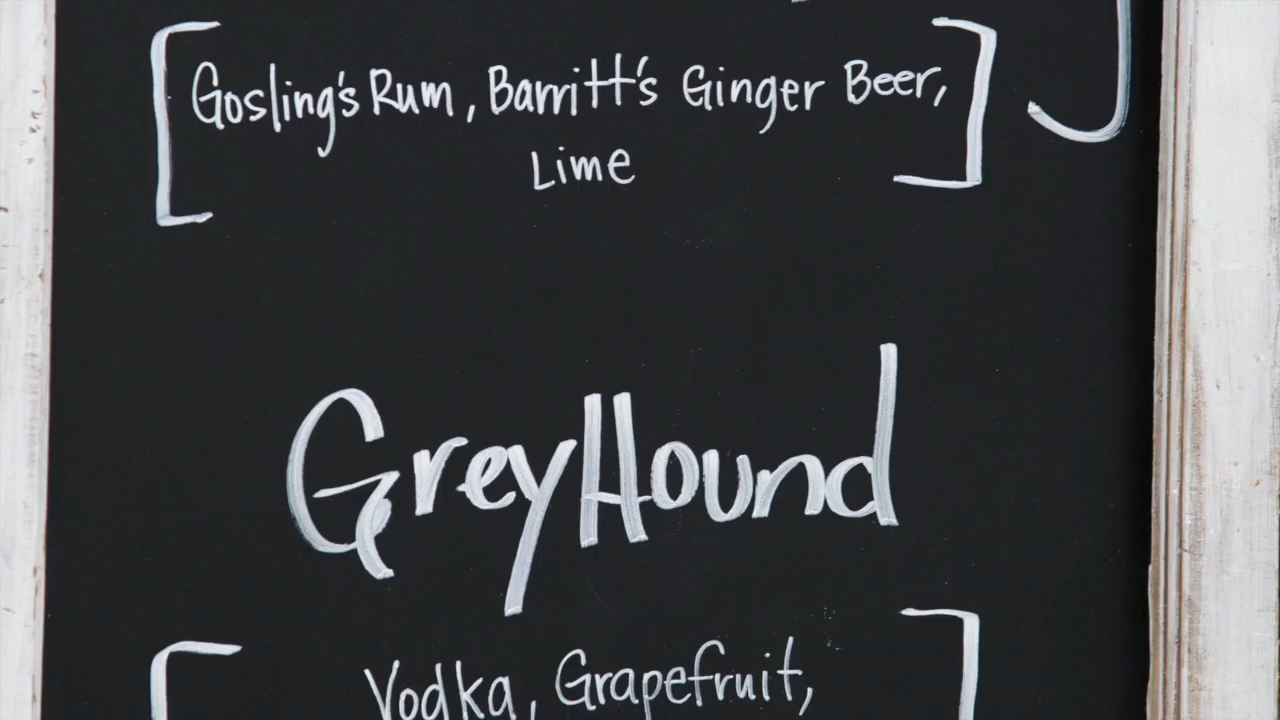 [Gosling's Rum, Barritt's Ginger Beer,
Lime]
GreyHound
[Vodka, Grapefruit,]